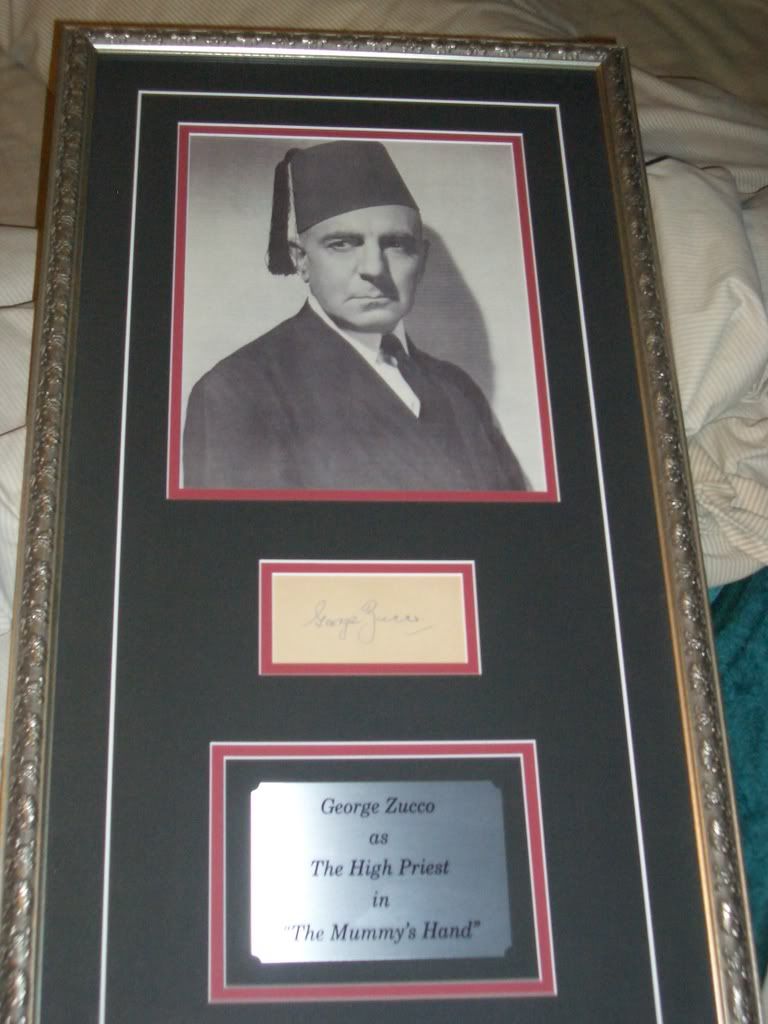 George Zucco
George Zucco
as
The High Priest
in
"The Mummy's Hand"